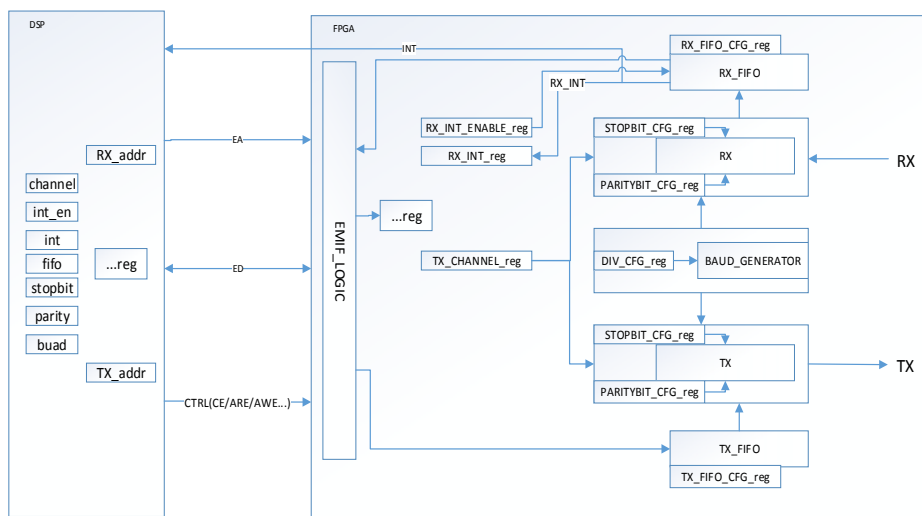 DSP
FPGA
INT
RX_FIFO_CFG_reg
RX_FIFO
RX_INT
RX_INT_ENABLE_reg
RX_INT_reg
STOPBIT_CFG_reg
RX
PARITYBIT_CFG_reg
RX
EA
RX_addr
channel
int_en
int
fifo
stopbit
parity
buad
...reg
TX_addr
ED
CTRL(CE/ARE/AWE...)
EMIF_LOGIC
...reg
TX_CHANNEL_reg
DIV_CFG_reg
BAUD_GENERATOR
STOPBIT_CFG_reg
TX
PARITYBIT_CFG_reg
TX
TX_FIFO
TX_FIFO_CFG_reg